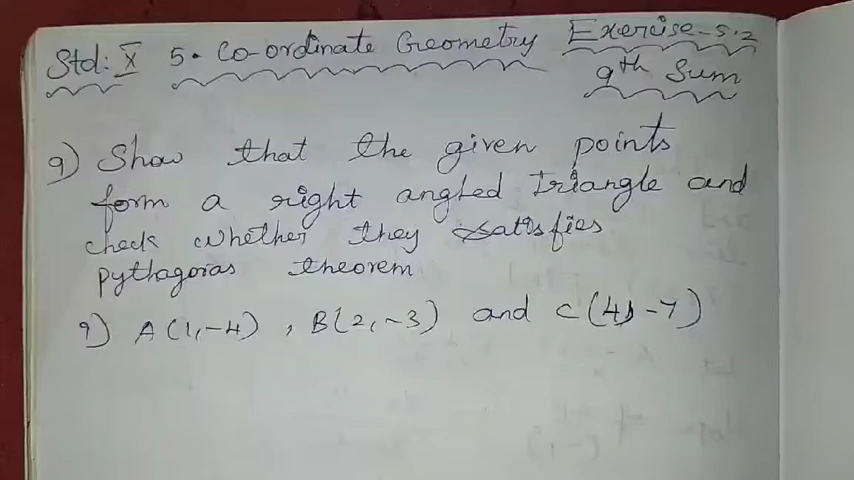 Std: X 5. Co-ordinate Geometry Exercise-5.2
9th Sum
9) Show that the given points
form a right angled triangle and
check whether they satisfies
pythagoras theorem
i) A(1,-4), B(2,-3) and C(4,-7)